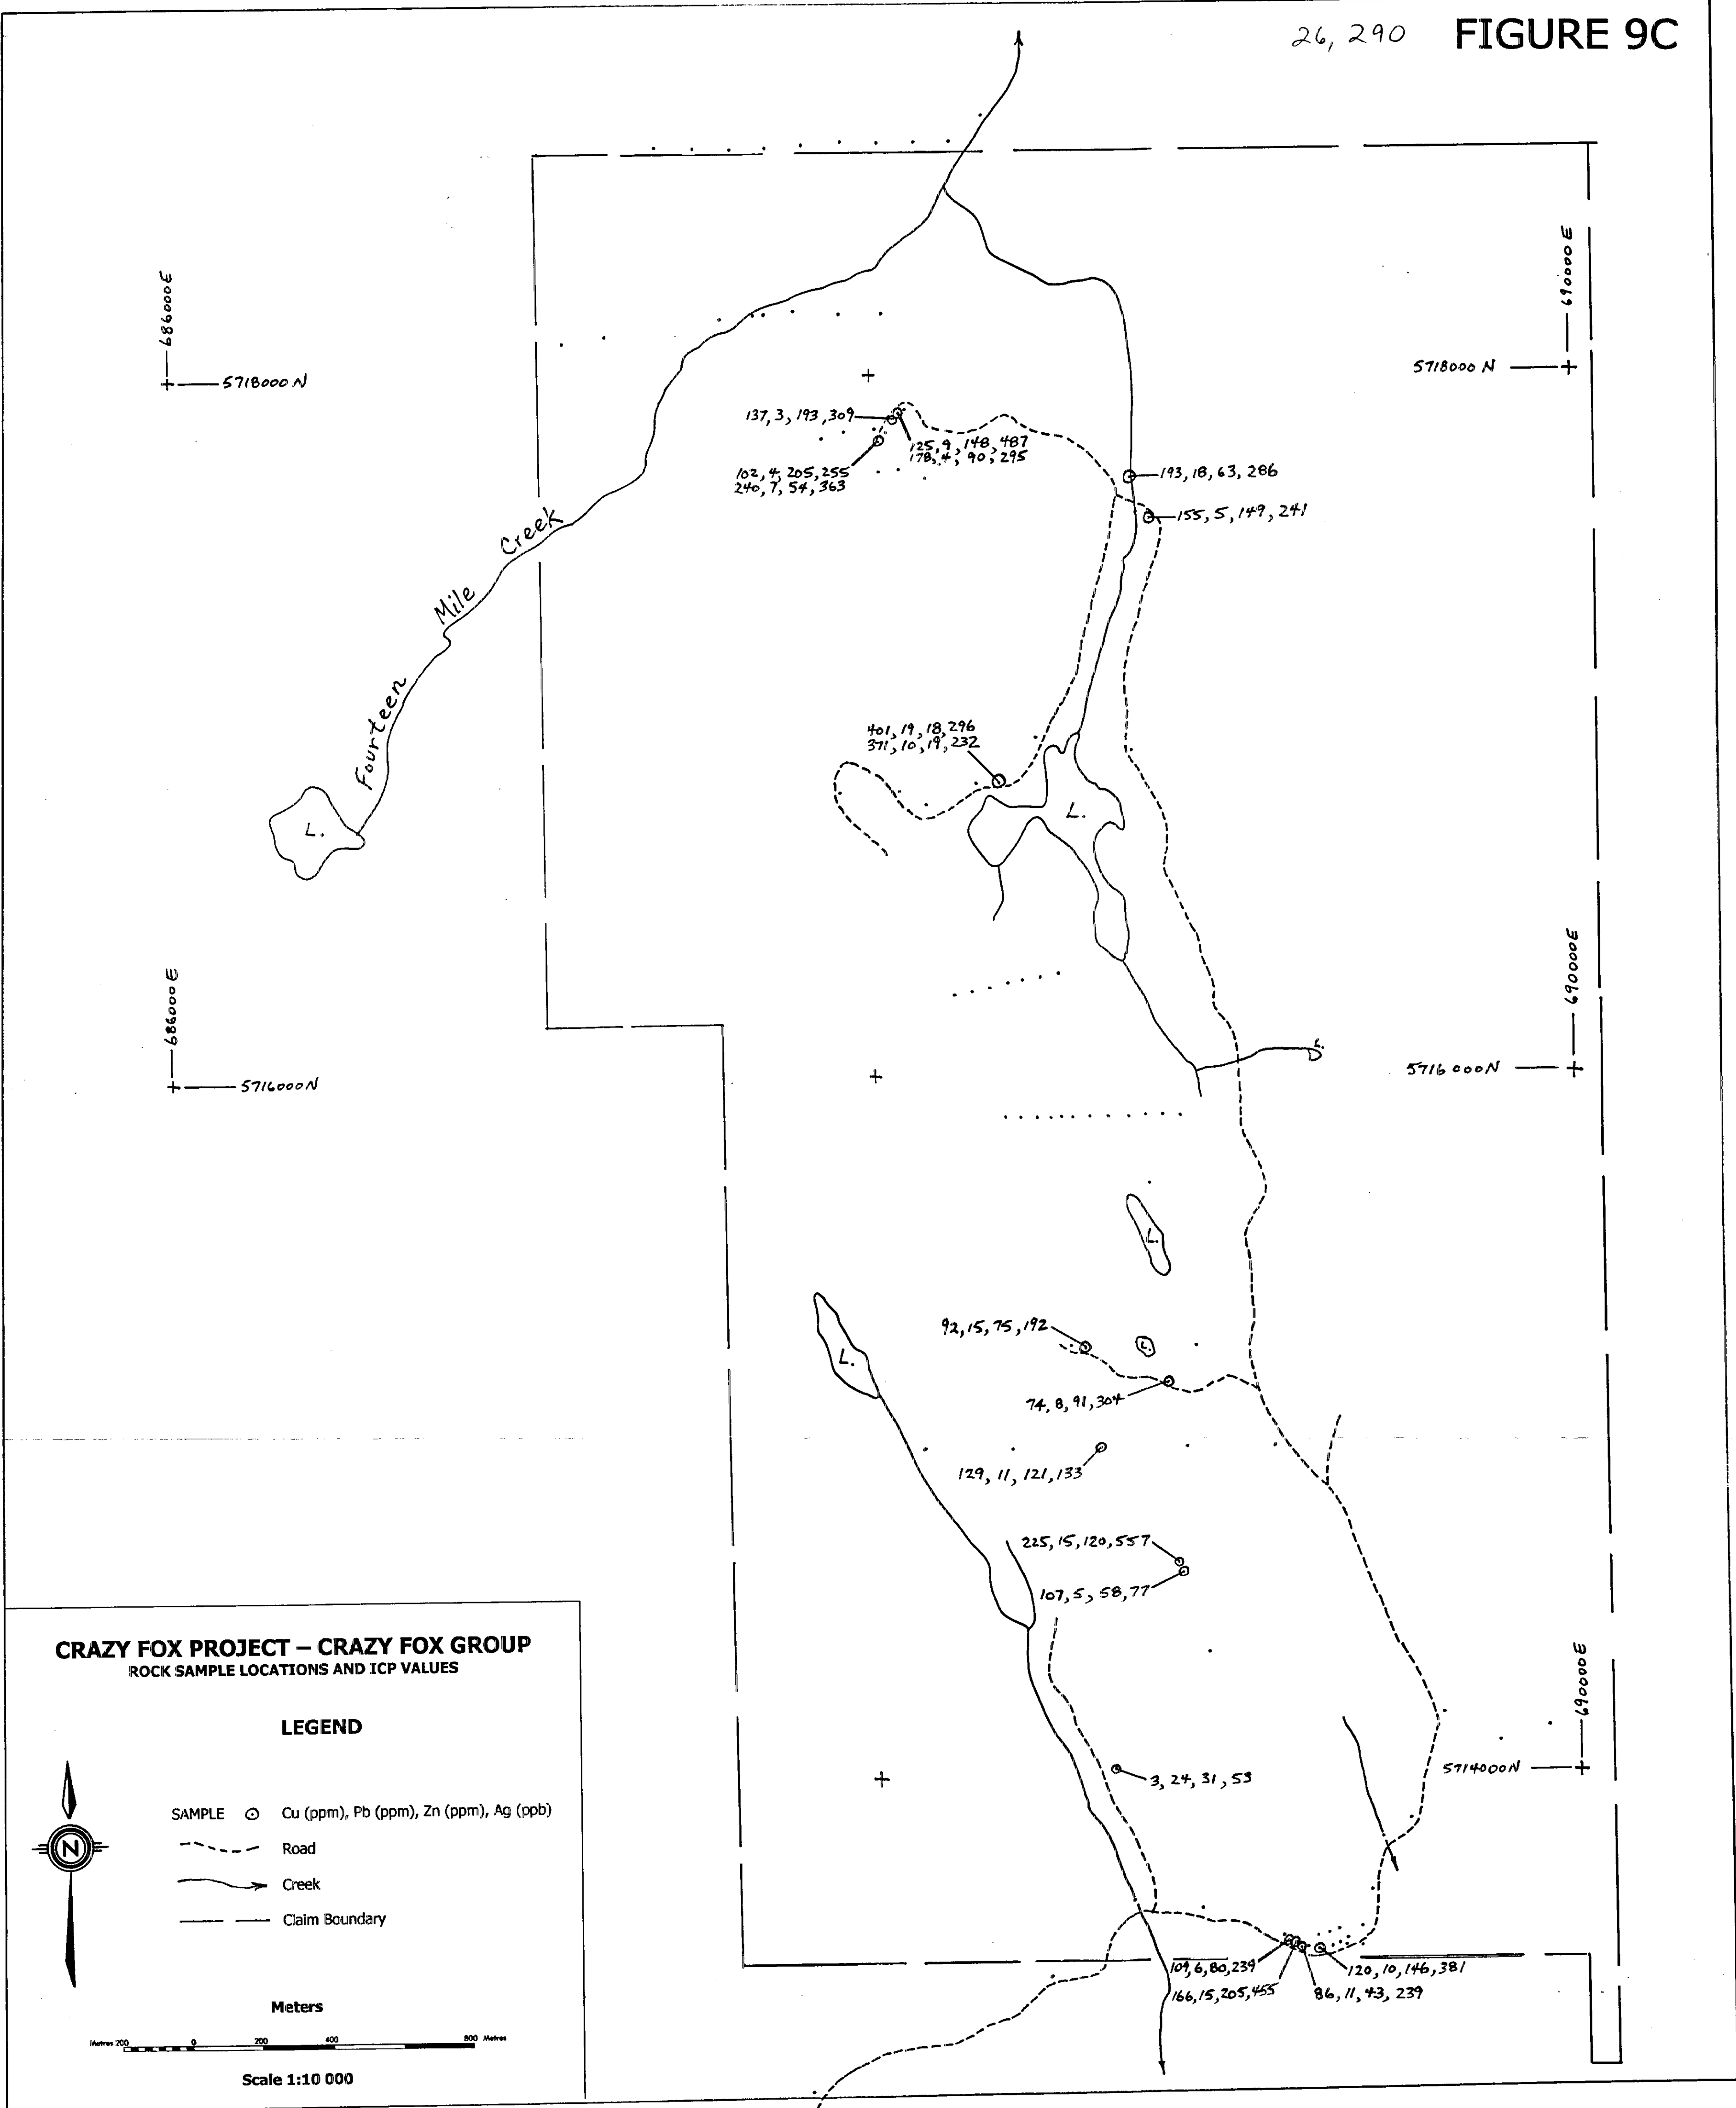 26, 290 FIGURE 9C
686000E
5718000 N
690000E
5718000 N
137, 3, 193, 309
125, 9, 148, 487
178, 4, 90, 295
102, 4, 205, 255
240, 7, 54, 363
193, 18, 63, 286
155, 5, 149, 241
Fourteen Mile Creek
401, 19, 18, 296
371, 10, 19, 232
L.
L.
686000E
5716000N
690000E
5716000N
L.
L.
92, 15, 75, 192
L.
L.
74, 8, 91, 304
129, 11, 121, 133
225, 15, 120, 557
107, 5, 58, 77
690000E
5714000N
3, 24, 31, 53
109, 6, 80, 239
166, 15, 205, 455
120, 10, 146, 381
86, 11, 43, 239
CRAZY FOX PROJECT – CRAZY FOX GROUP
ROCK SAMPLE LOCATIONS AND ICP VALUES
LEGEND
SAMPLE Cu (ppm), Pb (ppm), Zn (ppm), Ag (ppb)
Road
N
Creek
Claim Boundary
Meters
Metres 200 0 200 400 800 Metres
Scale 1:10 000